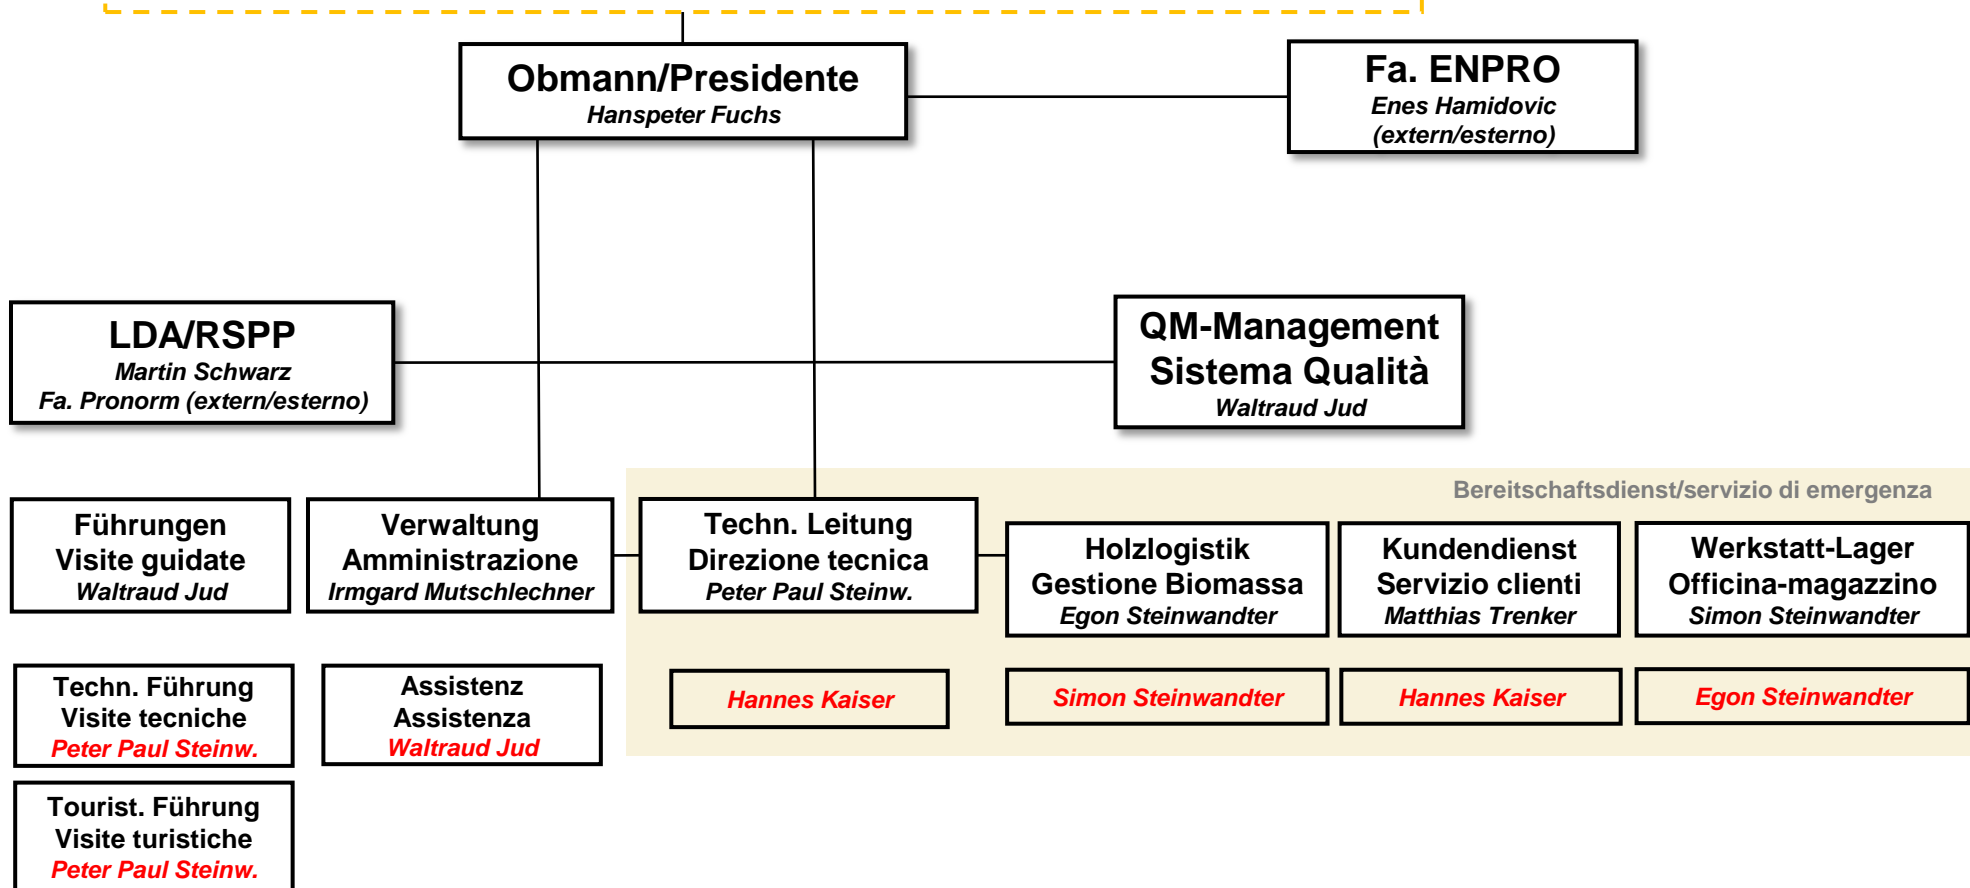 Obmann/Presidente
Hanspeter Fuchs
Fa. ENPRO
Enes Hamidovic
(extern/esterno)
LDA/RSPP
Martin Schwarz
Fa. Pronorm (extern/esterno)
QM-Management
Sistema Qualità
Waltraud Jud
Bereitschaftsdienst/servizio di emergenza
Führungen
Visite guidate
Waltraud Jud
Verwaltung
Amministrazione
Irmgard Mutschlechner
Techn. Leitung
Direzione tecnica
Peter Paul Steinw.
Holzlogistik
Gestione Biomassa
Egon Steinwandter
Kundendienst
Servizio clienti
Matthias Trenker
Werkstatt-Lager
Officina-magazzino
Simon Steinwandter
Techn. Führung
Visite tecniche
Peter Paul Steinw.
Assistenz
Assistenza
Waltraud Jud
Hannes Kaiser
Simon Steinwandter
Hannes Kaiser
Egon Steinwandter
Tourist. Führung
Visite turistiche
Peter Paul Steinw.